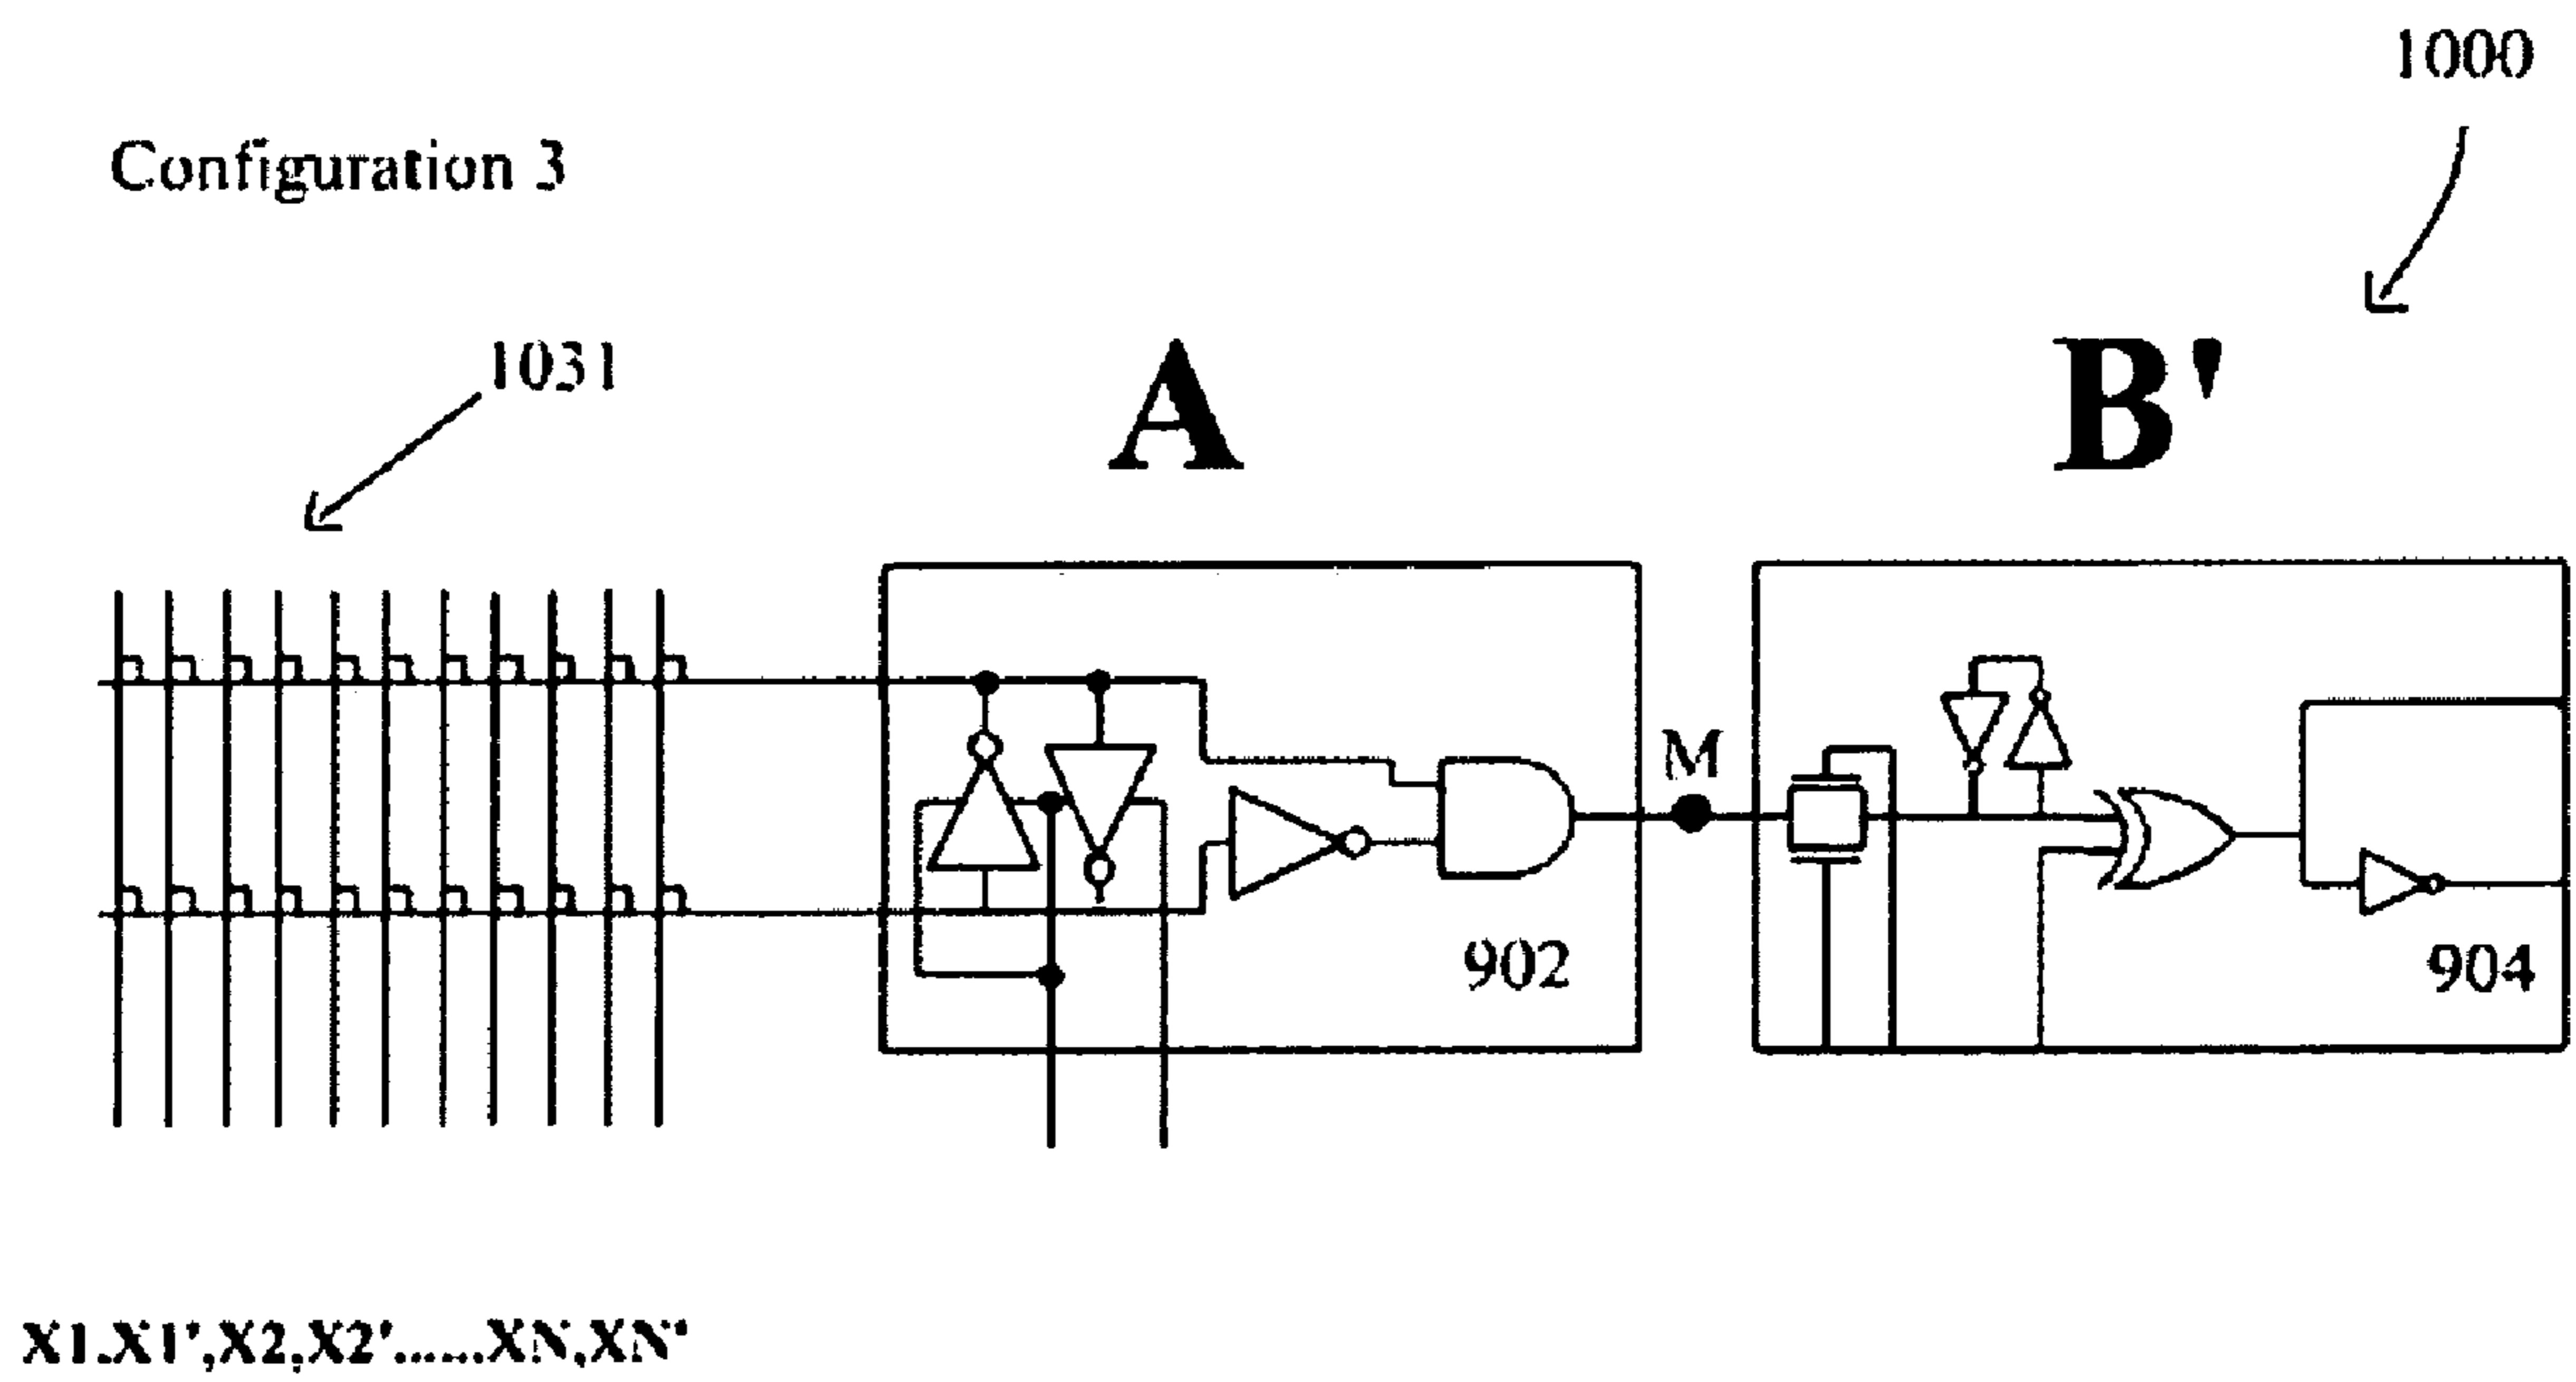 1000
Configuration 3
1031
A
B'
M
902
904
X1.X1',X2,X2'......XN,XN'